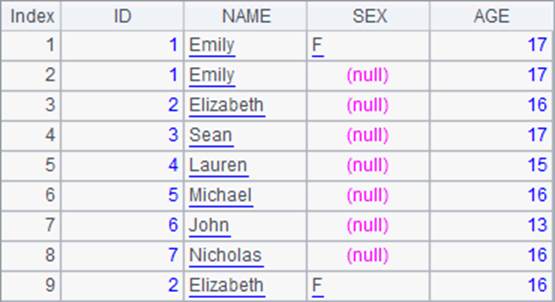 Index ID NAME SEX AGE
1 1 Emily F 17
2 1 Emily (null) 17
3 2 Elizabeth (null) 16
4 3 Sean (null) 17
5 4 Lauren (null) 15
6 5 Michael (null) 16
7 6 John (null) 13
8 7 Nicholas (null) 16
9 2 Elizabeth F 16